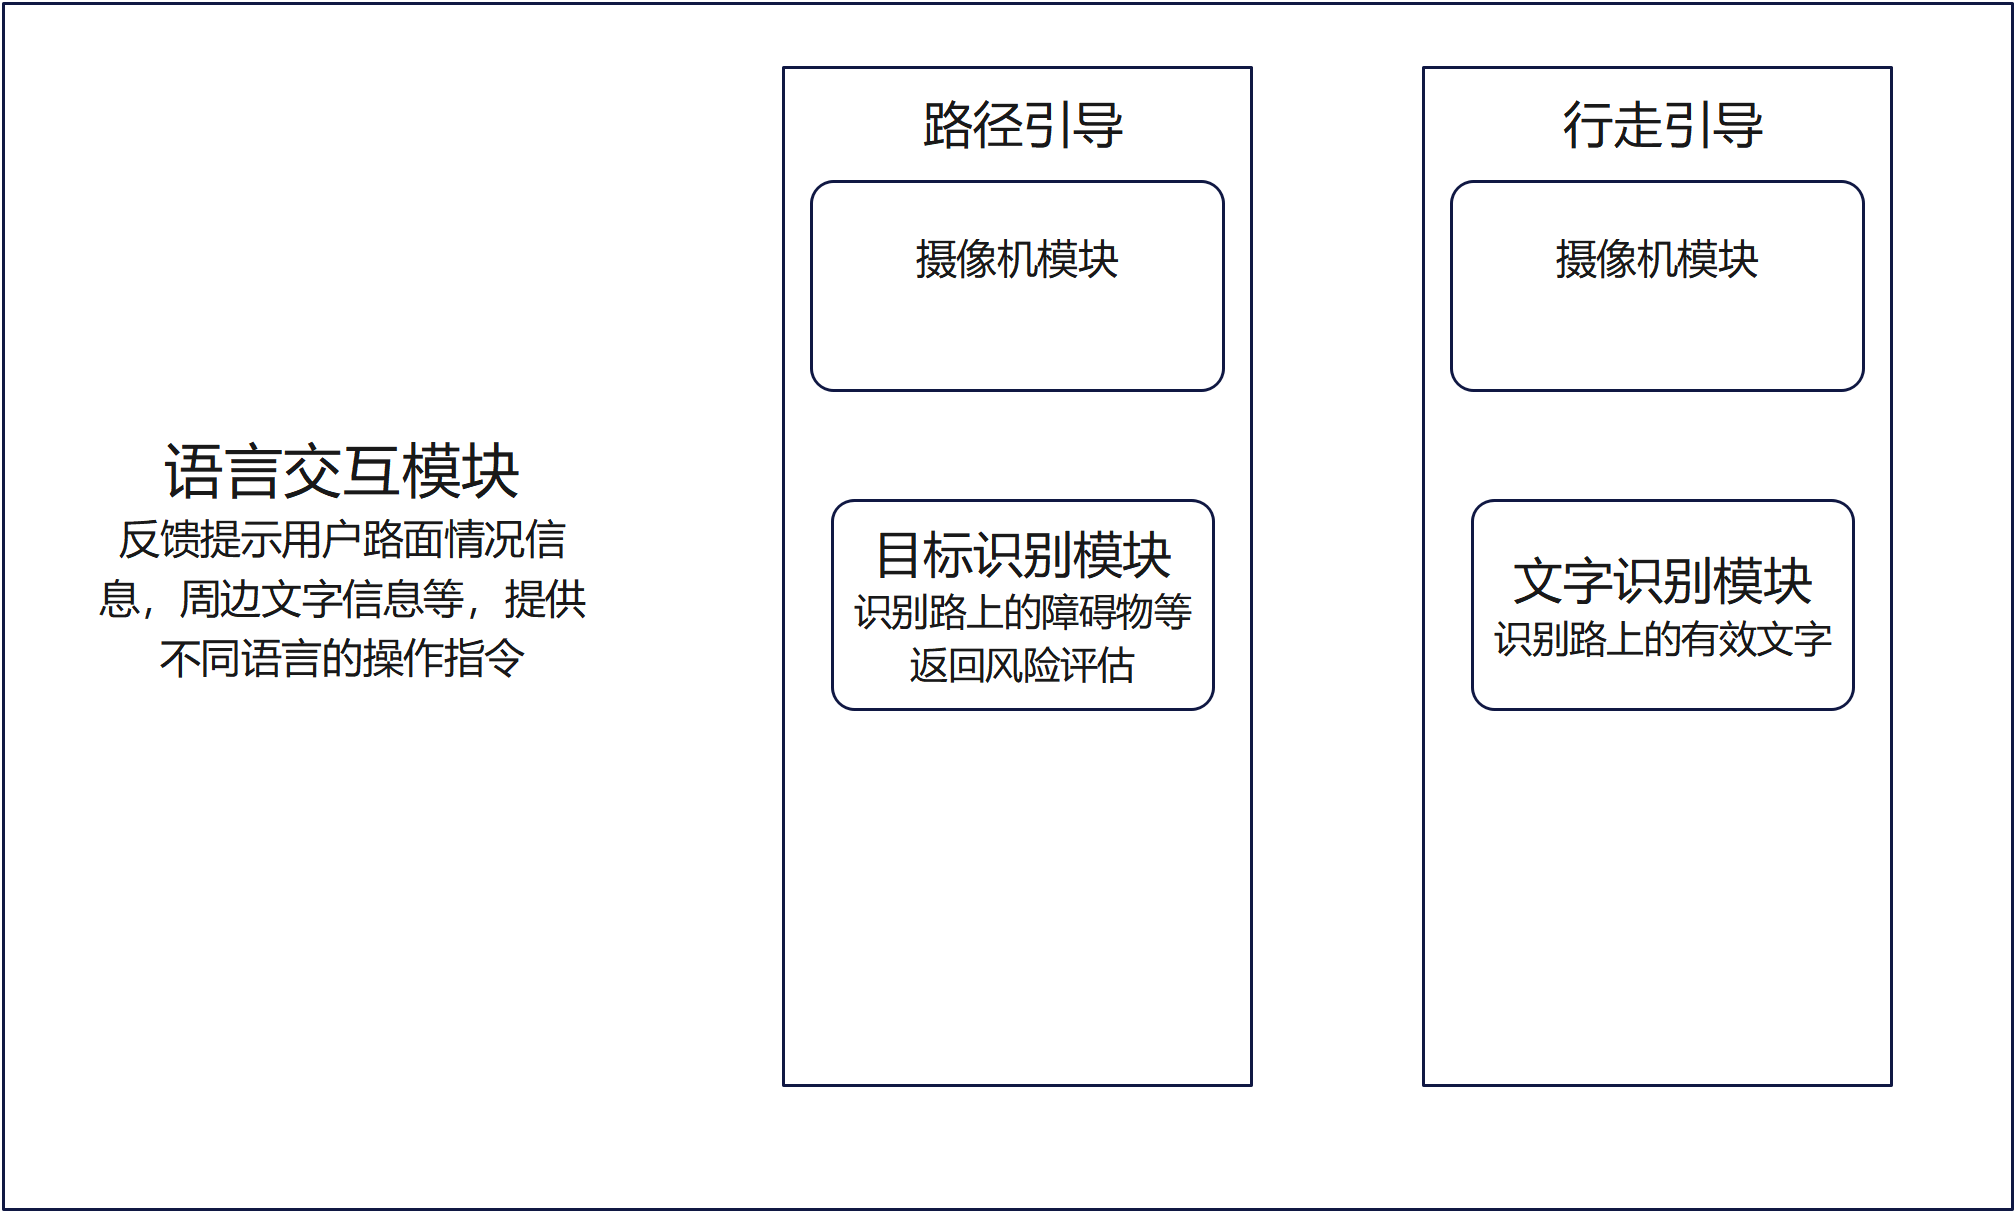 语言交互模块
反馈提示用户路面情况信
息，周边文字信息等，提供
不同语言的操作指令
路径引导
摄像机模块
目标识别模块
识别路上的障碍物等
返回风险评估
行走引导
摄像机模块
文字识别模块
识别路上的有效文字